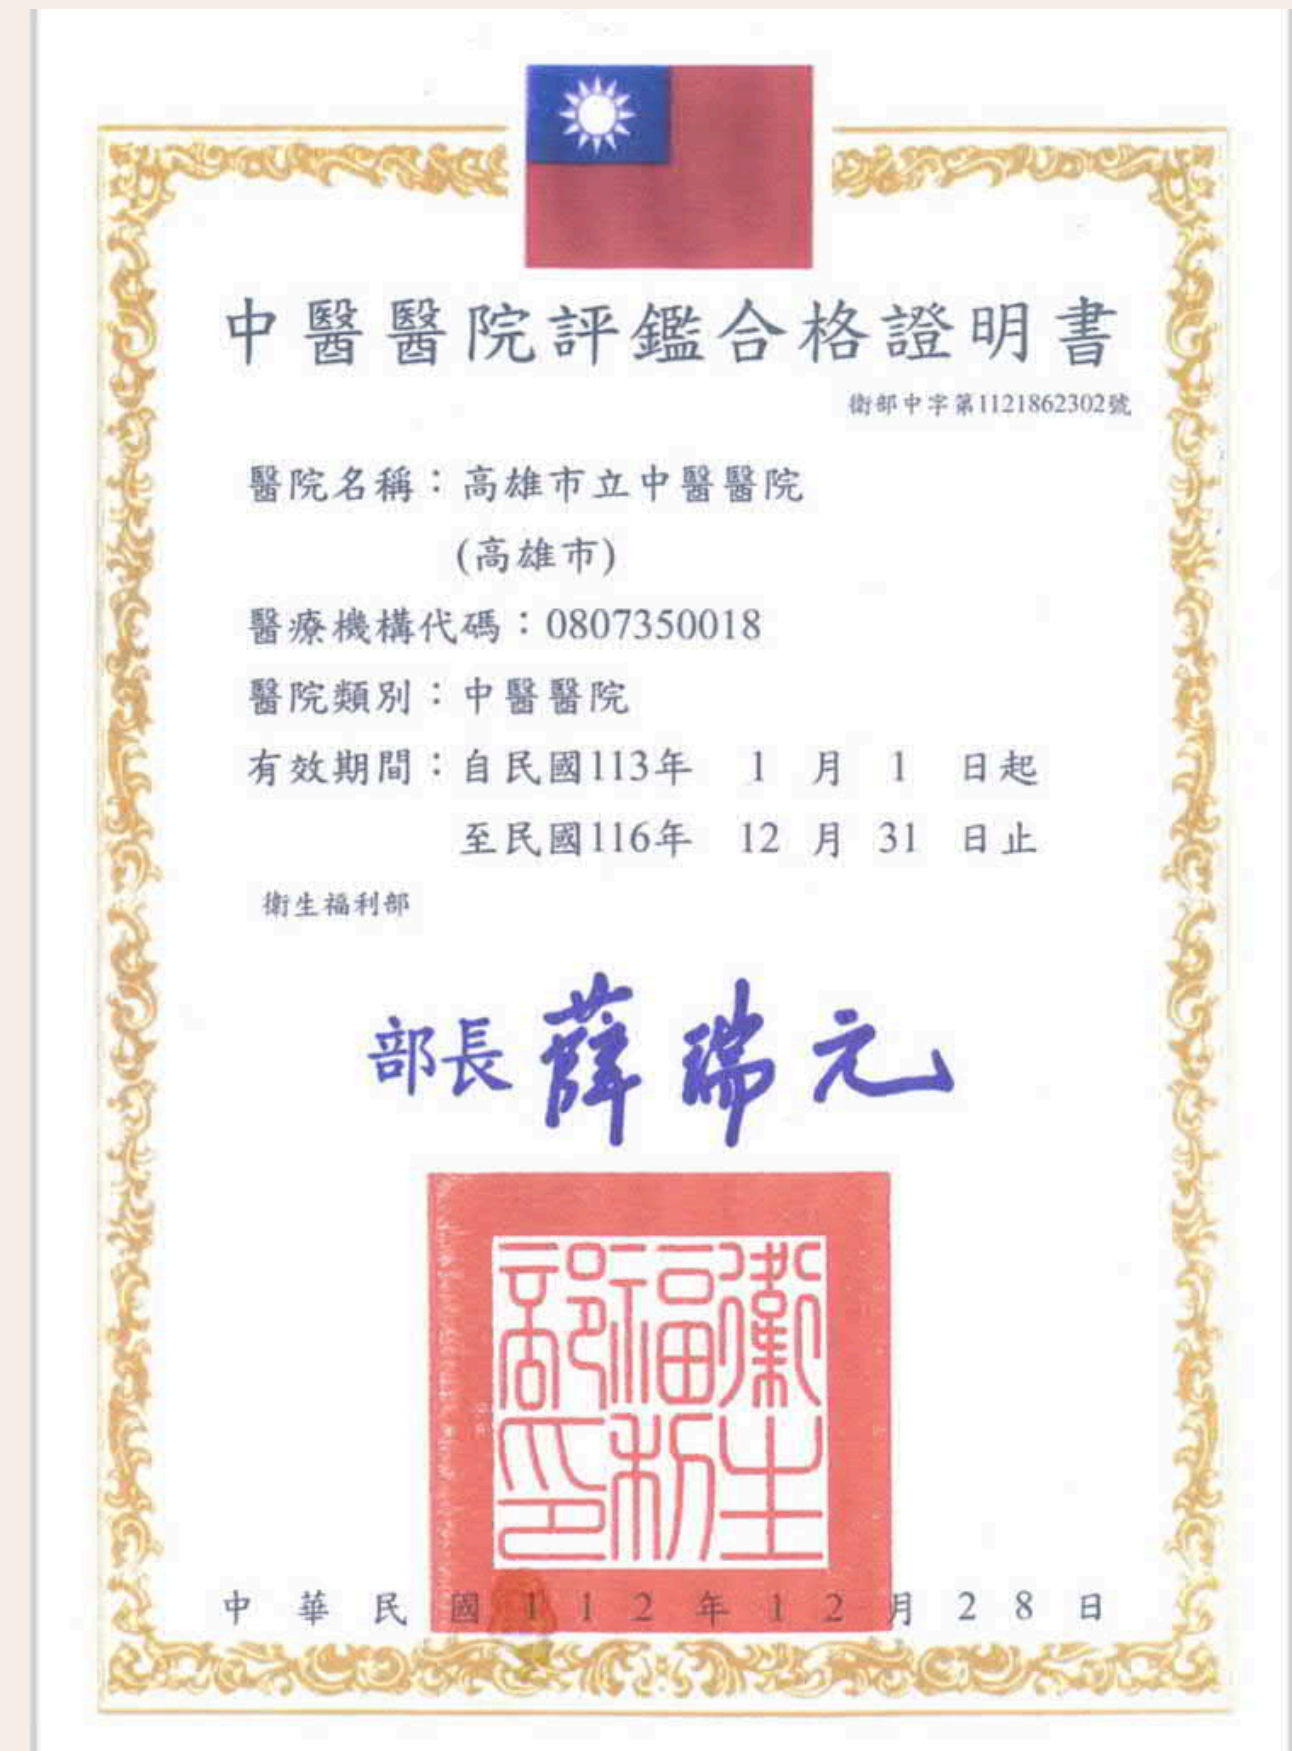 中醫醫院評鑑合格證明書
衛部中字第1121862302號
醫院名稱：高雄市立中醫醫院
(高雄市)
醫療機構代碼：0807350018
醫院類別：中醫醫院
有效期間：自民國113年 1 月 1 日起
至民國116年 12 月 31 日止
衛生福利部
部長 薛瑞元
衛生福利部印
中華民國112年12月28日